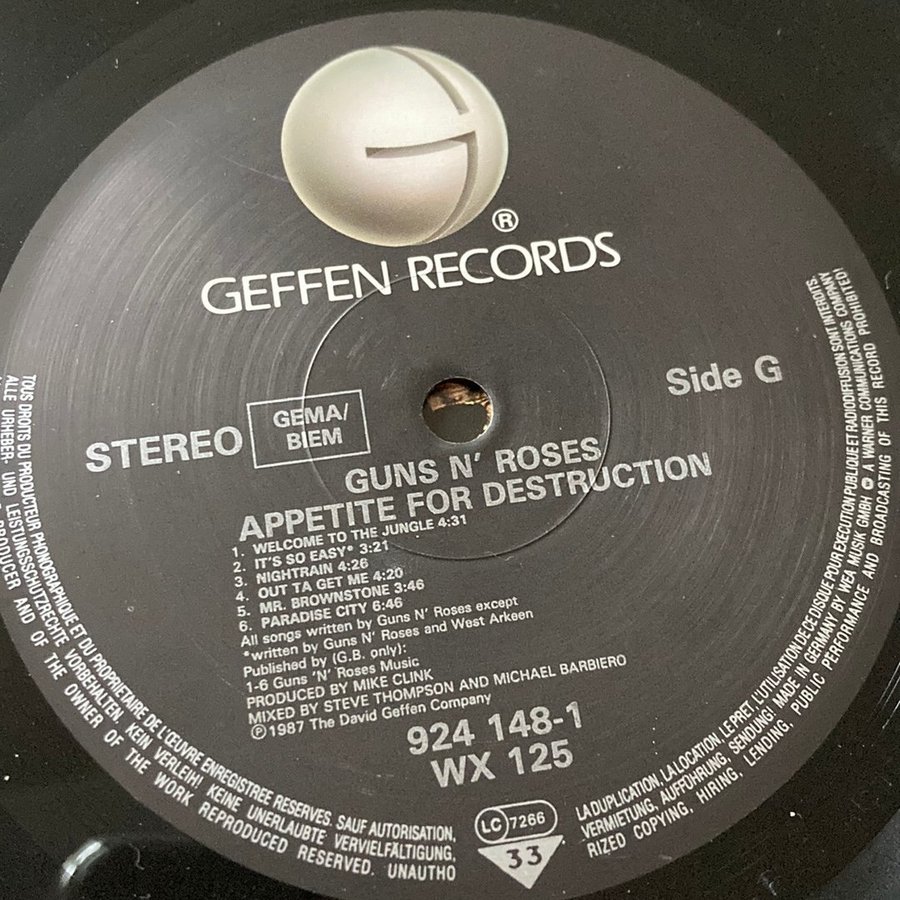 ®
GEFFEN RECORDS
Side G
STEREO
GEMA/
BIEM
GUNS N' ROSES
APPETITE FOR DESTRUCTION
1. WELCOME TO THE JUNGLE 4:31
2. IT'S SO EASY* 3:21
3. NIGHTRAIN 4:26
4. OUT TA GET ME 4:20
5. MR. BROWNSTONE 3:46
6. PARADISE CITY 6:46
All songs written by Guns N' Roses except
*written by Guns N' Roses and West Arkeen
Published by (G.B. only):
1-6 Guns 'N' Roses Music
PRODUCED BY MIKE CLINK
MIXED BY STEVE THOMPSON AND MICHAEL BARBIERO
℗ 1987 The David Geffen Company
924 148-1
WX 125
LC 7266
33
TOUS DROITS DU PRODUCTEUR PHONOGRAPHIQUE ET DU PROPRIETAIRE DE L'ŒUVRE ENREGISTREE RESERVES. SAUF AUTORISATION,
LA DUPLICATION, LA LOCATION, LE PRET, L'UTILISATION DE CE DISQUE POUR EXECUTION PUBLIQUE ET RADIODIFFUSION SONT INTERDITS.
ALLE URHEBER- UND LEISTUNGSSCHUTZRECHTE VORBEHALTEN. KEIN VERLEIH! KEINE UNERLAUBTE VERVIELFÄLTIGUNG,
VERMIETUNG, AUFFÜHRUNG, SENDUNG! MADE IN GERMANY BY WEA MUSIK GMBH A WARNER COMMUNICATIONS COMPANY
PRODUCER AND OF THE OWNER OF THE WORK REPRODUCED RESERVED. UNAUTHO
RIZED COPYING, HIRING, LENDING, PUBLIC PERFORMANCE AND BROADCASTING OF THIS RECORD PROHIBITED!